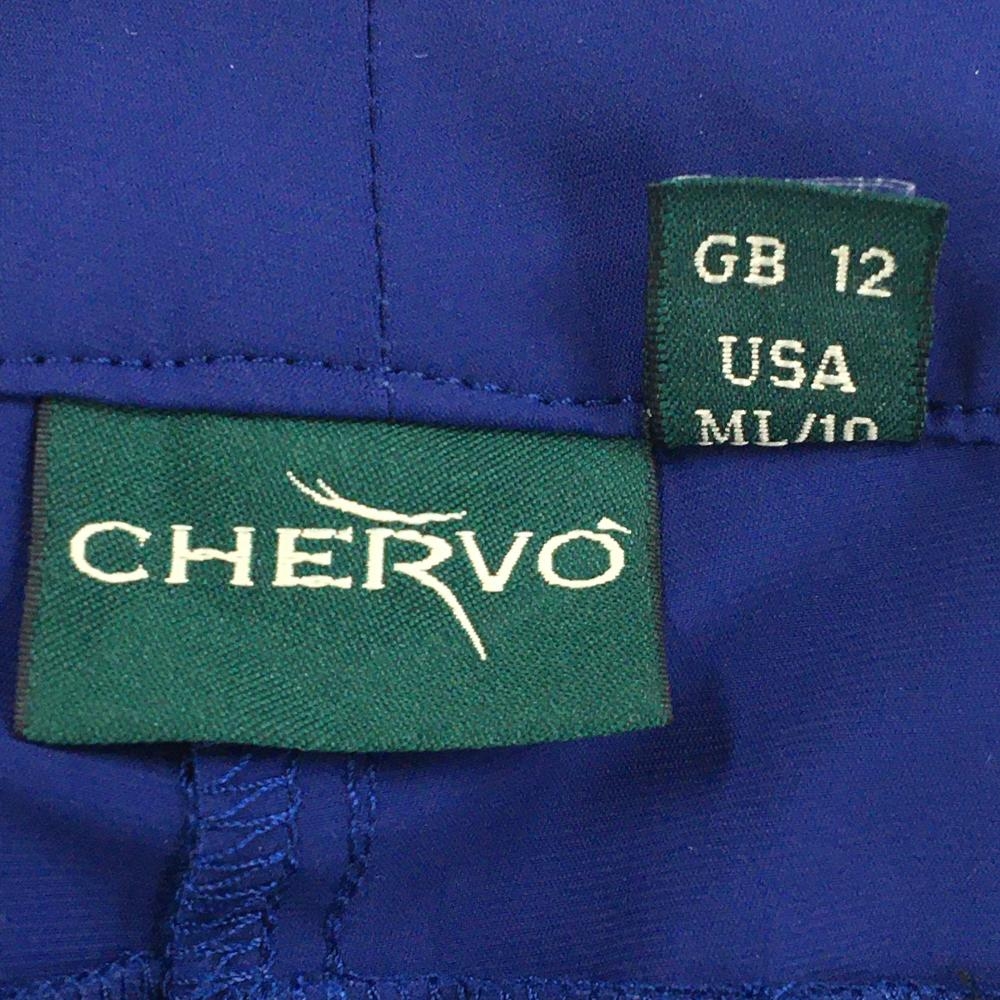 CHERVÒ
GB 12
USA
ML/10